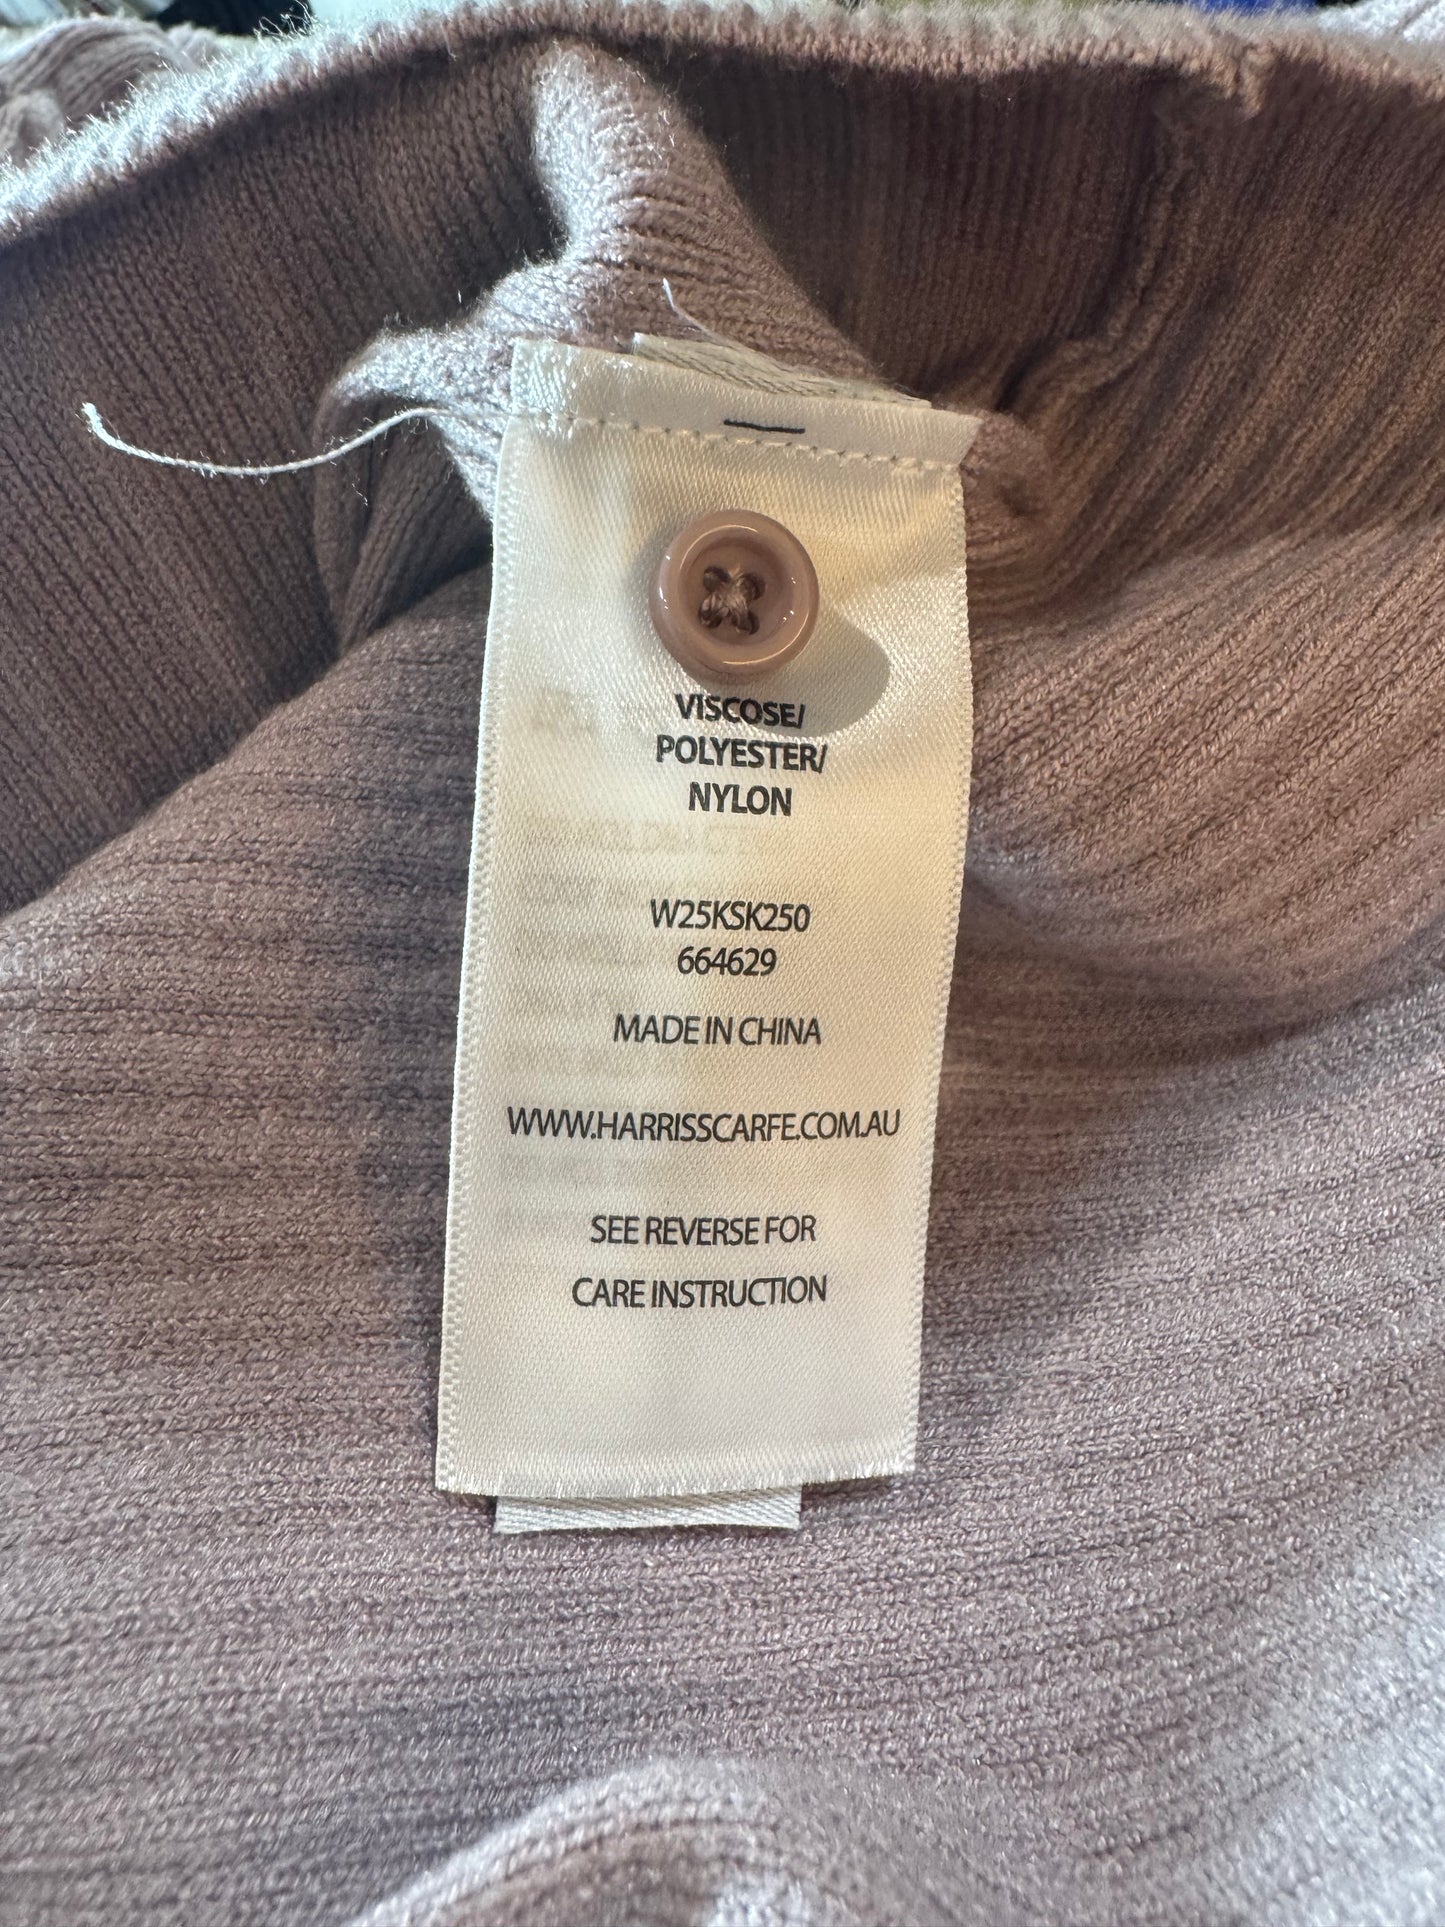 VISCOSE/
POLYESTER/
NYLON
W25KSK250
664629
MADE IN CHINA
WWW.HARRISSCARFE.COM.AU
SEE REVERSE FOR
CARE INSTRUCTION